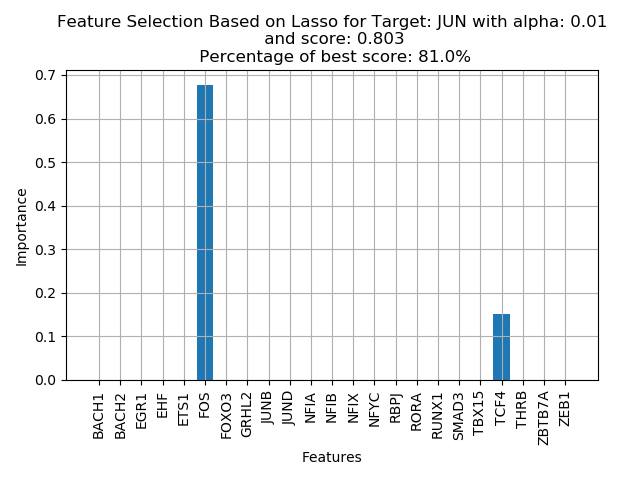 Feature Selection Based on Lasso for Target: JUN with alpha: 0.01
and score: 0.803
Percentage of best score: 81.0%
0.7
0.6
0.5
0.4
0.3
0.2
0.1
0.0
Importance
BACH1
BACH2
EGR1
EHF
ETS1
FOS
FOXO3
GRHL2
JUNB
JUND
NFIA
NFIB
NFIX
NFYC
RBPJ
RORA
RUNX1
SMAD3
TBX15
TCF4
THRB
ZBTB7A
ZEB1
Features